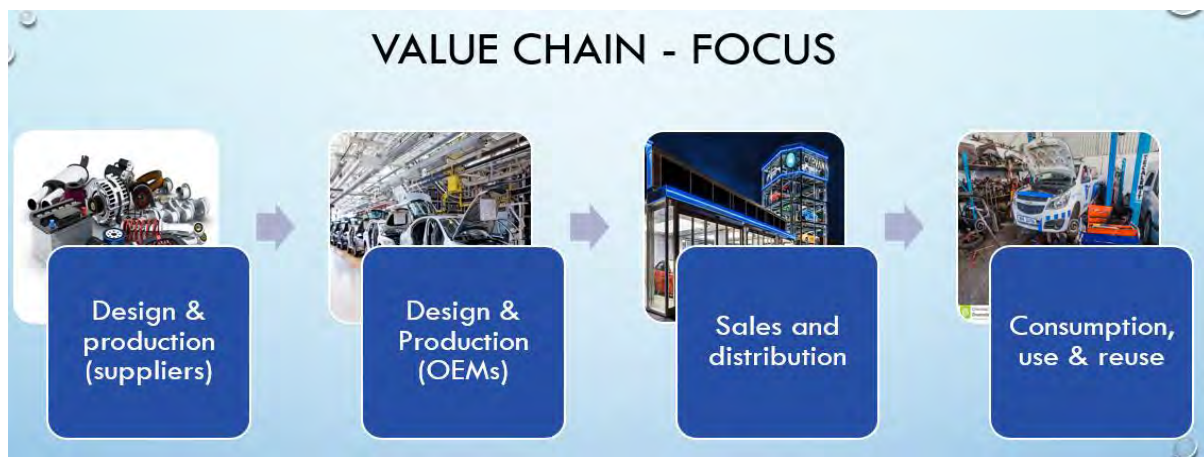 VALUE CHAIN - FOCUS
Design &
production
(suppliers)
Design &
Production
(OEMs)
Sales and
distribution
Consumption,
use & reuse